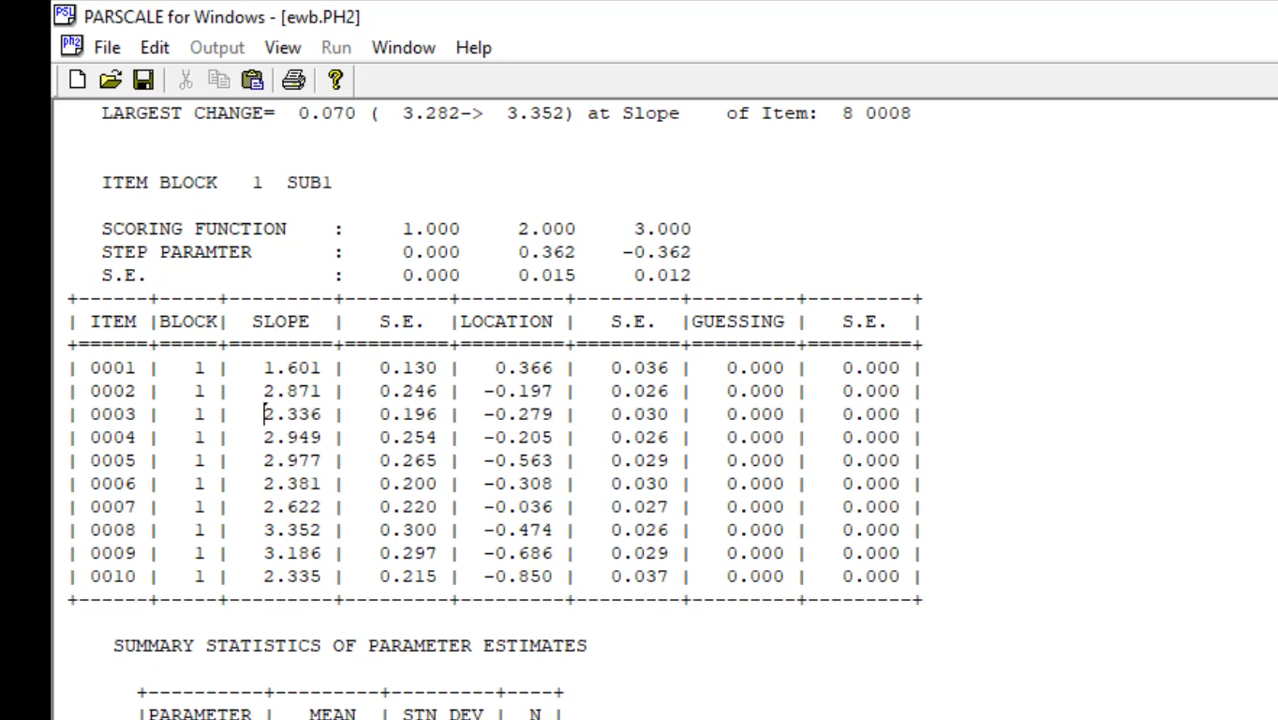 PARSCALE for Windows - [ewb.PH2]
File Edit Output View Run Window Help
LARGEST CHANGE= 0.070 ( 3.282-> 3.352) at Slope of Item: 8 0008
ITEM BLOCK 1 SUB1
SCORING FUNCTION : 1.000 2.000 3.000
STEP PARAMTER : 0.000 0.362 -0.362
S.E. : 0.000 0.015 0.012
+------+-----+---------+---------+---------+---------+---------+---------+
| ITEM |BLOCK| SLOPE | S.E. |LOCATION | S.E. |GUESSING | S.E. |
+======+=====+=========+=========+=========+=========+=========+=========+
| 0001 | 1 | 1.601 | 0.130 | 0.366 | 0.036 | 0.000 | 0.000 |
| 0002 | 1 | 2.871 | 0.246 | -0.197 | 0.026 | 0.000 | 0.000 |
| 0003 | 1 | 2.336 | 0.196 | -0.279 | 0.030 | 0.000 | 0.000 |
| 0004 | 1 | 2.949 | 0.254 | -0.205 | 0.026 | 0.000 | 0.000 |
| 0005 | 1 | 2.977 | 0.265 | -0.563 | 0.029 | 0.000 | 0.000 |
| 0006 | 1 | 2.381 | 0.200 | -0.308 | 0.030 | 0.000 | 0.000 |
| 0007 | 1 | 2.622 | 0.220 | -0.036 | 0.027 | 0.000 | 0.000 |
| 0008 | 1 | 3.352 | 0.300 | -0.474 | 0.026 | 0.000 | 0.000 |
| 0009 | 1 | 3.186 | 0.297 | -0.686 | 0.029 | 0.000 | 0.000 |
| 0010 | 1 | 2.335 | 0.215 | -0.850 | 0.037 | 0.000 | 0.000 |
+------+-----+---------+---------+---------+---------+---------+---------+
SUMMARY STATISTICS OF PARAMETER ESTIMATES
+----------+---------+---------+----+
|PARAMETER | MEAN | STN DEV | N |